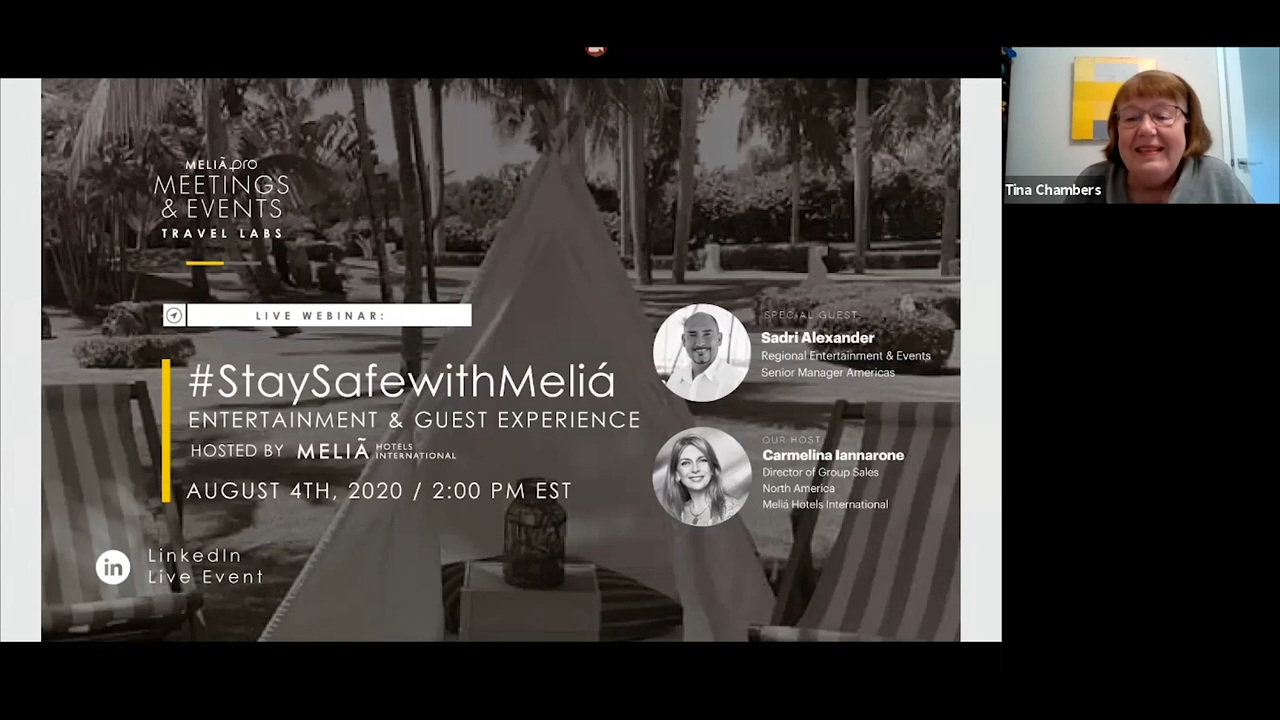 MELIÃ pro
MEETINGS
& EVENTS
TRAVEL LABS
LIVE WEBINAR:
#StaySafewithMeliá
ENTERTAINMENT & GUEST EXPERIENCE
HOSTED BY MELIÃ HOTELS INTERNATIONAL
AUGUST 4TH, 2020 / 2:00 PM EST
in LinkedIn
Live Event
SPECIAL GUEST
Sadri Alexander
Regional Entertainment & Events
Senior Manager Americas
OUR HOST
Carmelina Iannarone
Director of Group Sales
North America
Meliá Hotels International
Tina Chambers